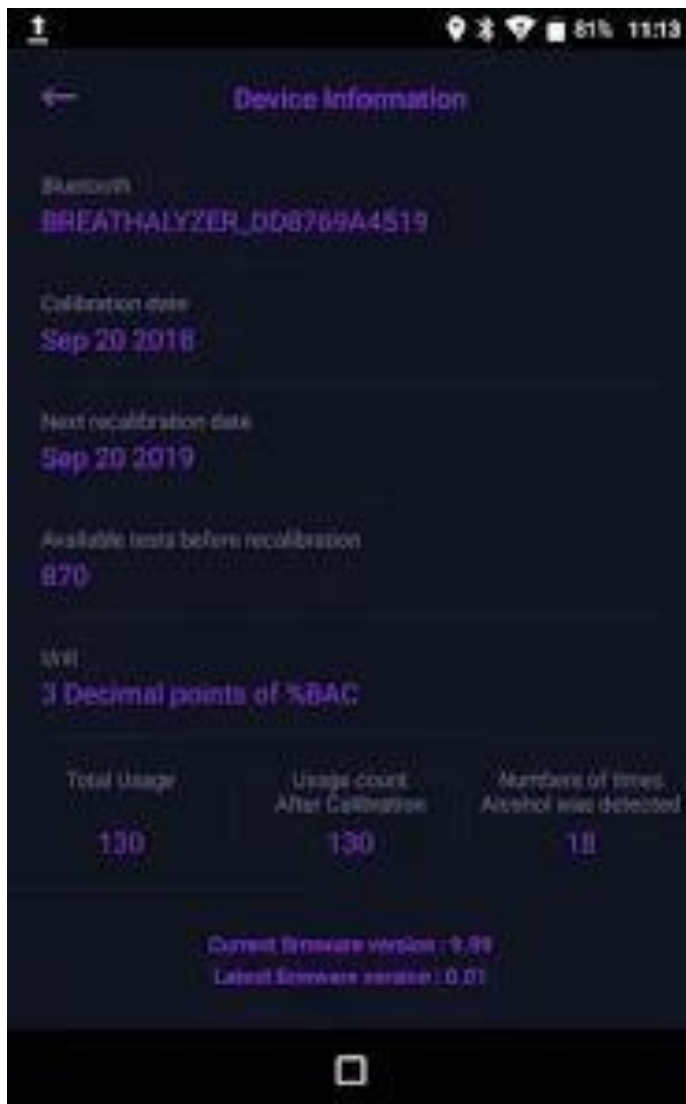 81% 11:13
Device Information
Bluetooth
BREATHALYZER_DD8769A4519
Calibration date
Sep 20 2018
Next recalibration date
Sep 20 2019
Available tests before recalibration
870
Unit
3 Decimal points of %BAC
Total Usage
Usage count
After Calibration
Numbers of times
Alcohol was detected
130
130
18
Current firmware version : 9.99
Latest firmware version : 0.01